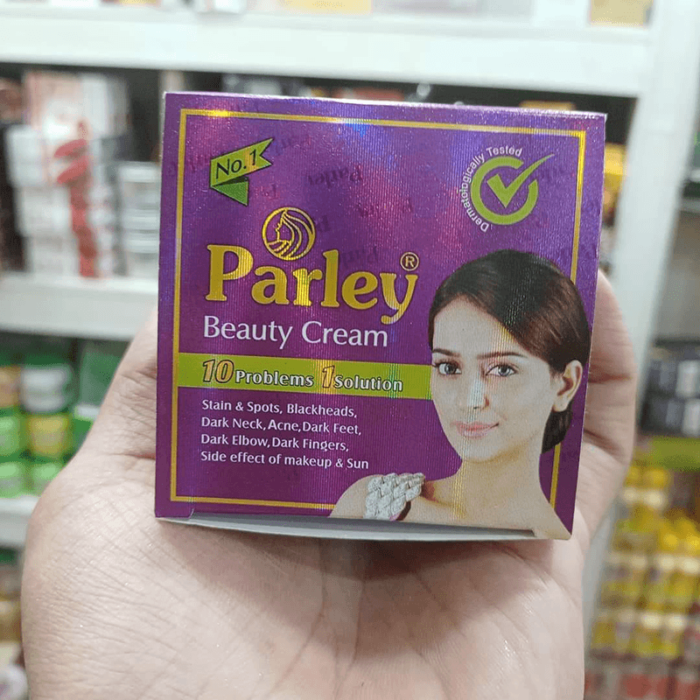 No.1
Dermatologically Tested
Parley®
Beauty Cream
10 Problems 1 Solution
Stain & Spots, Blackheads,
Dark Neck, Acne, Dark Feet,
Dark Elbow, Dark Fingers,
Side effect of makeup & Sun